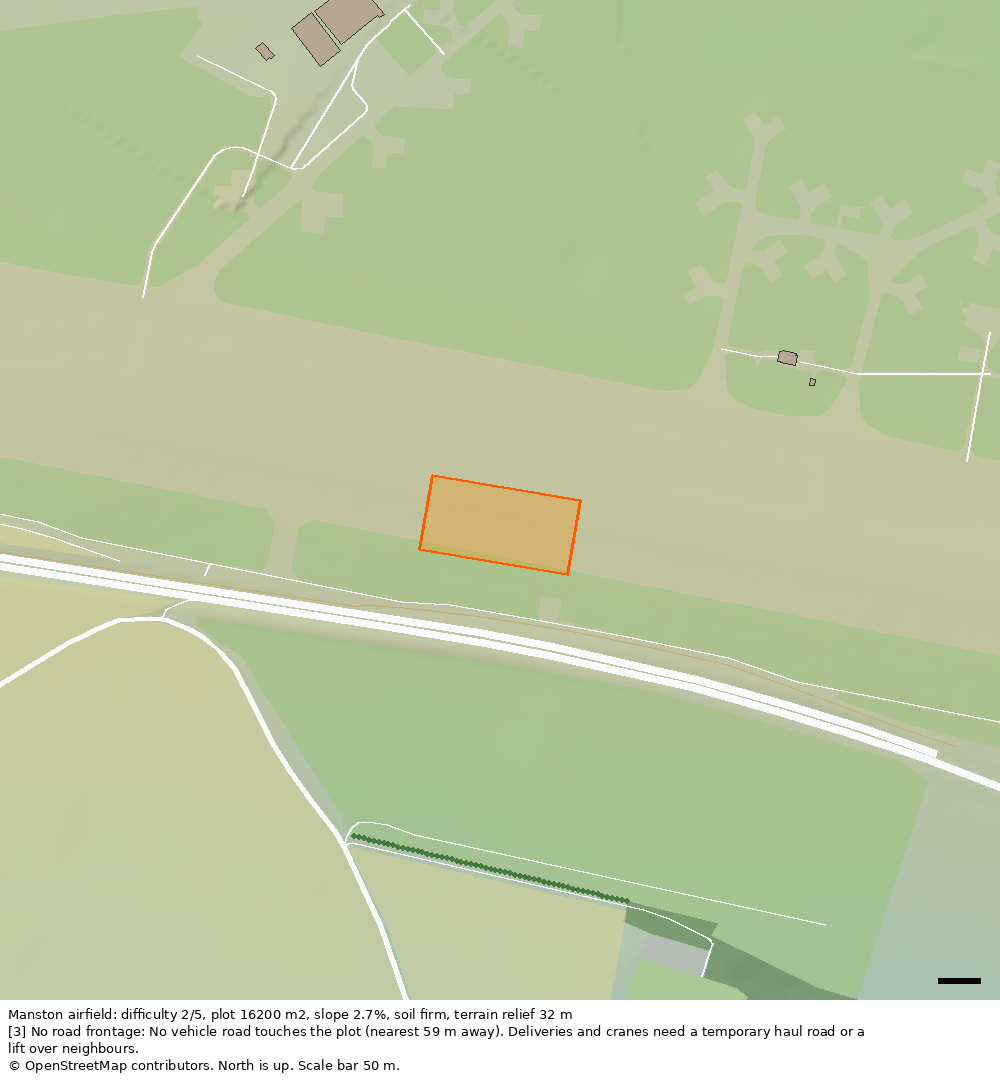 Manston airfield: difficulty 2/5, plot 16200 m2, slope 2.7%, soil firm, terrain relief 32 m
[3] No road frontage: No vehicle road touches the plot (nearest 59 m away). Deliveries and cranes need a temporary haul road or a
lift over neighbours.
© OpenStreetMap contributors. North is up. Scale bar 50 m.